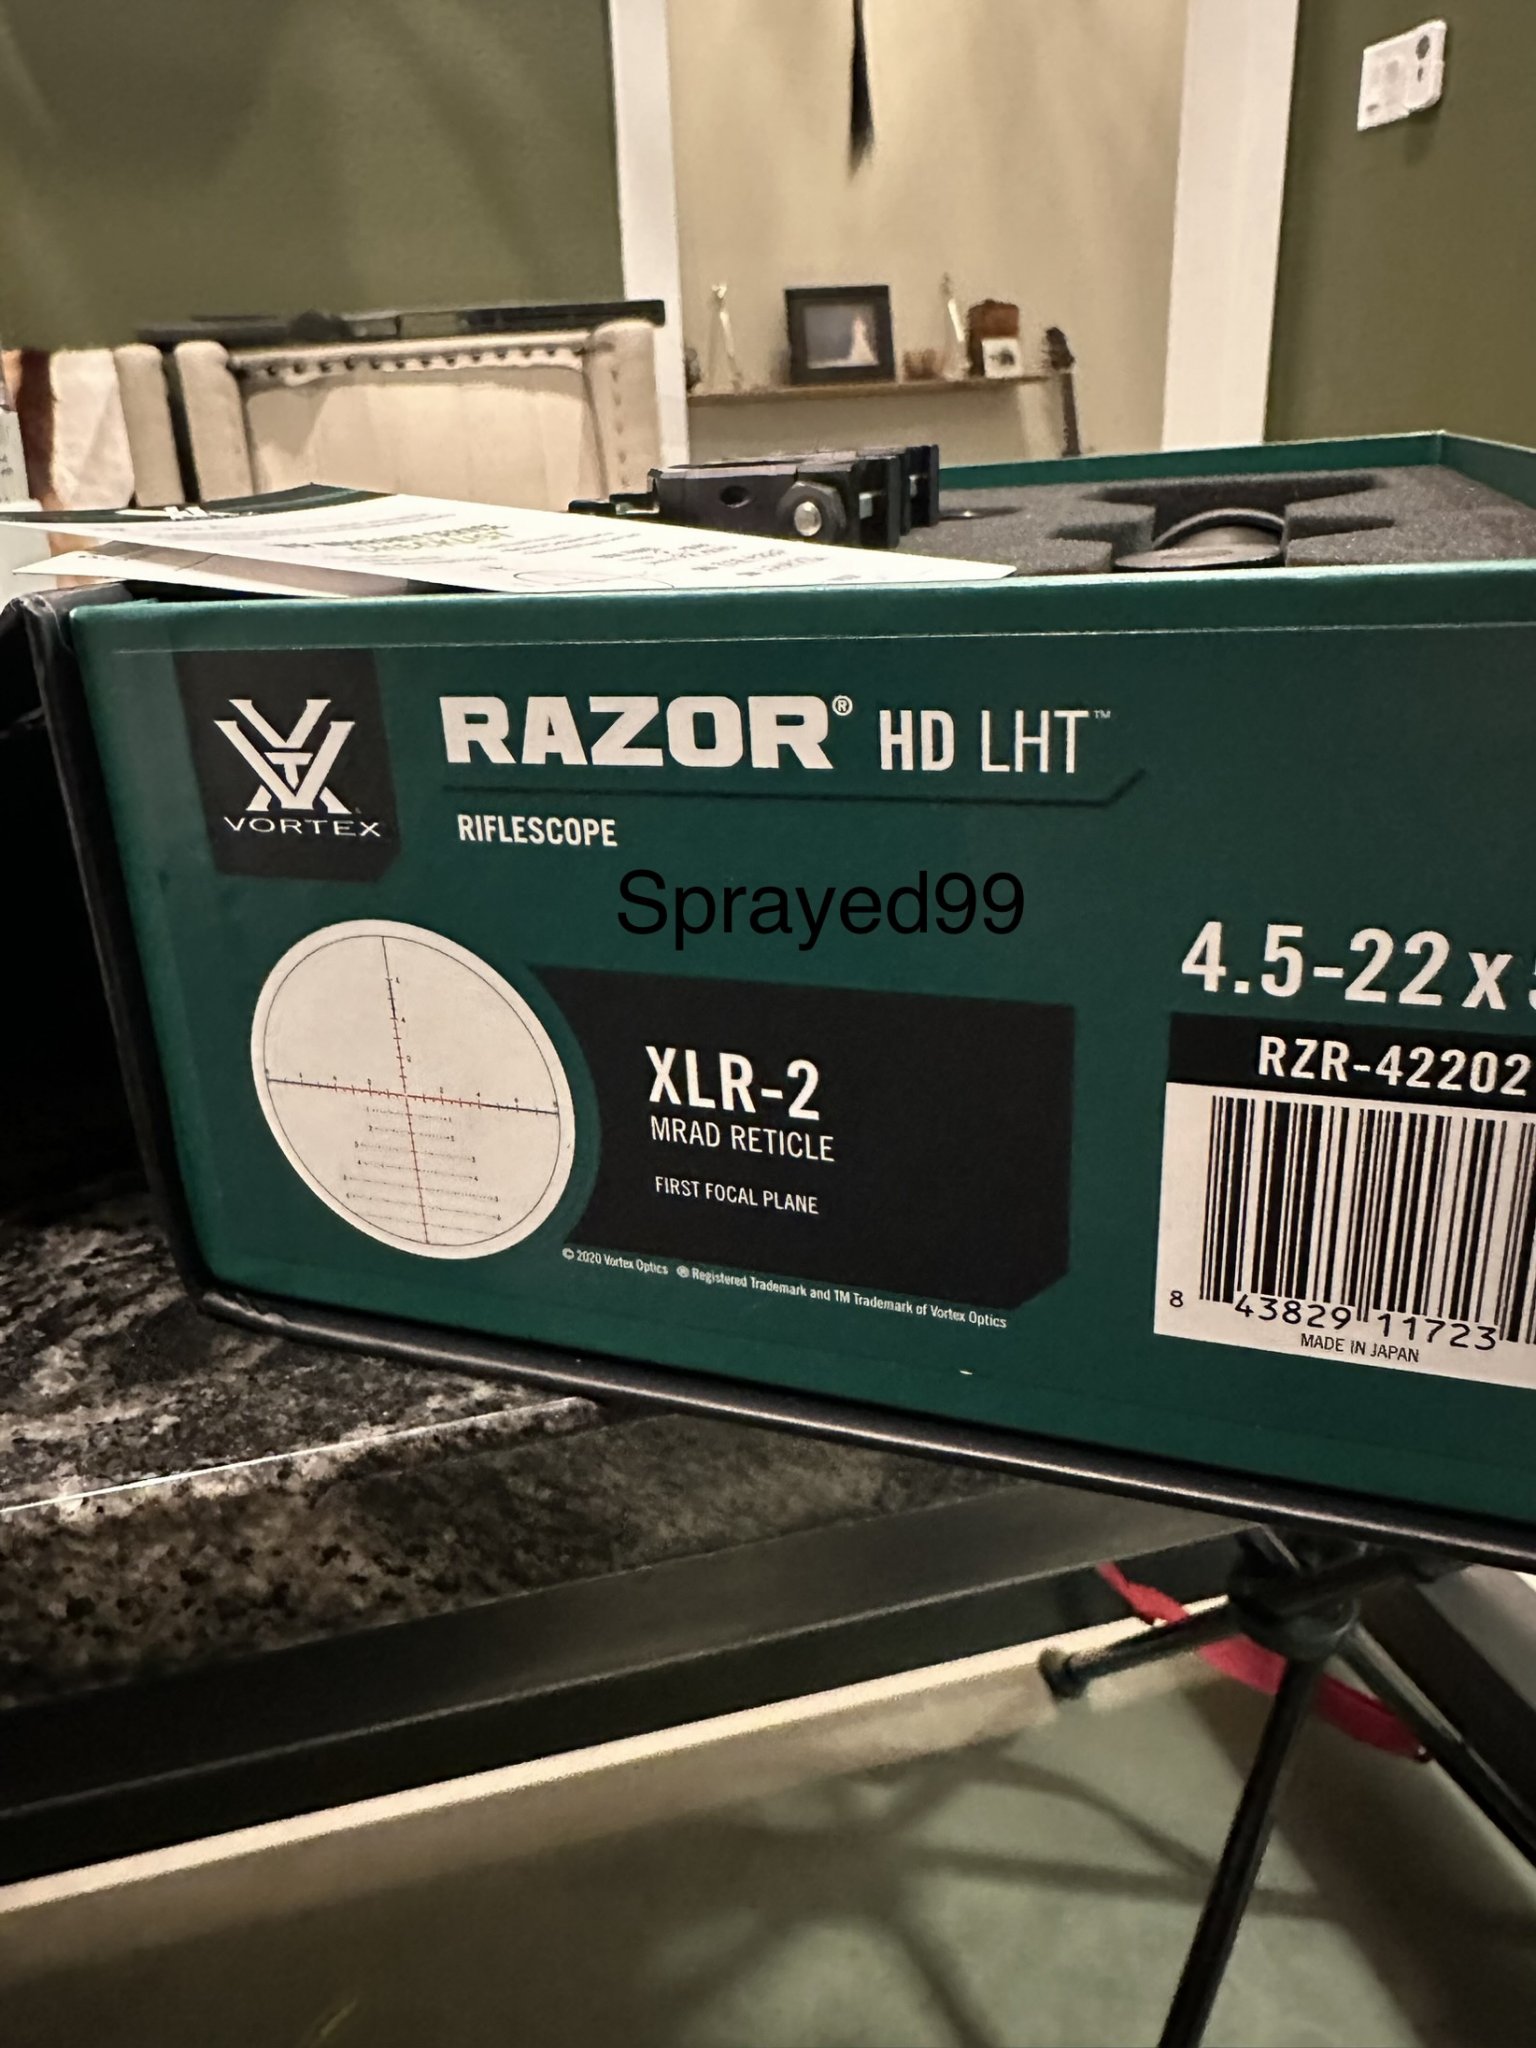 RAZOR® HD LHT™
VORTEX
RIFLESCOPE
Sprayed99
4.5-22x
XLR-2
MRAD RETICLE
FIRST FOCAL PLANE
RZR-42202
8 43829 11723
MADE IN JAPAN
© 2020 Vortex Optics ® Registered Trademark and TM Trademark of Vortex Optics